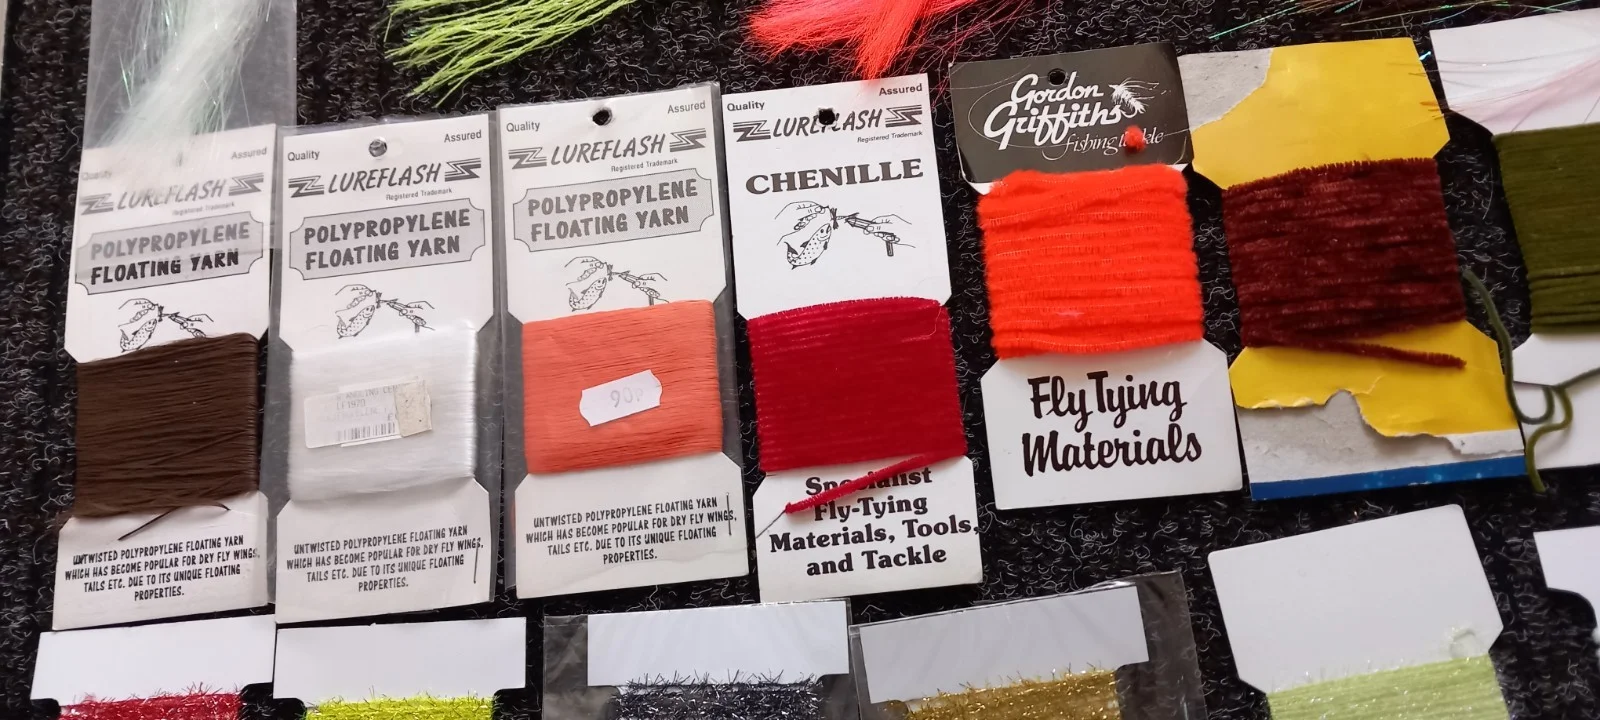 Quality Assured
LUREFLASH
Registered Trademark
POLYPROPYLENE
FLOATING YARN
UNTWISTED POLYPROPYLENE FLOATING YARN
WHICH HAS BECOME POPULAR FOR DRY FLY WINGS,
TAILS ETC. DUE TO ITS UNIQUE FLOATING
PROPERTIES.
Quality Assured
LUREFLASH
Registered Trademark
POLYPROPYLENE
FLOATING YARN
UNTWISTED POLYPROPYLENE FLOATING YARN
WHICH HAS BECOME POPULAR FOR DRY FLY WINGS,
TAILS ETC. DUE TO ITS UNIQUE FLOATING
PROPERTIES.
Quality Assured
LUREFLASH
Registered Trademark
POLYPROPYLENE
FLOATING YARN
90p
UNTWISTED POLYPROPYLENE FLOATING YARN
WHICH HAS BECOME POPULAR FOR DRY FLY WINGS,
TAILS ETC. DUE TO ITS UNIQUE FLOATING
PROPERTIES.
Quality Assured
LUREFLASH
Registered Trademark
CHENILLE
Specialist
Fly-Tying
Materials, Tools,
and Tackle
Gordon
Griffiths
fishing tackle
Fly Tying
Materials